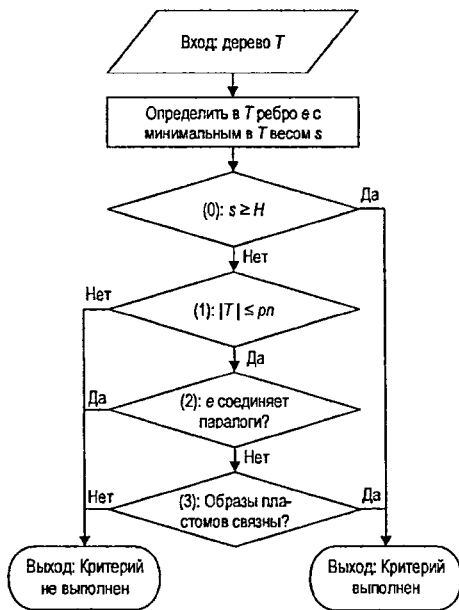 Вход: дерево T
Определить в T ребро e с
минимальным в T весом s
Да
(0): s ≥ H
Нет
Нет
(1): |T| ≤ pn
Да
Да
(2): e соединяет
паралоги?
Нет
Нет
(3): Образы пла-
стомов связны?
Да
Выход: Критерий
не выполнен
Выход: Критерий
выполнен